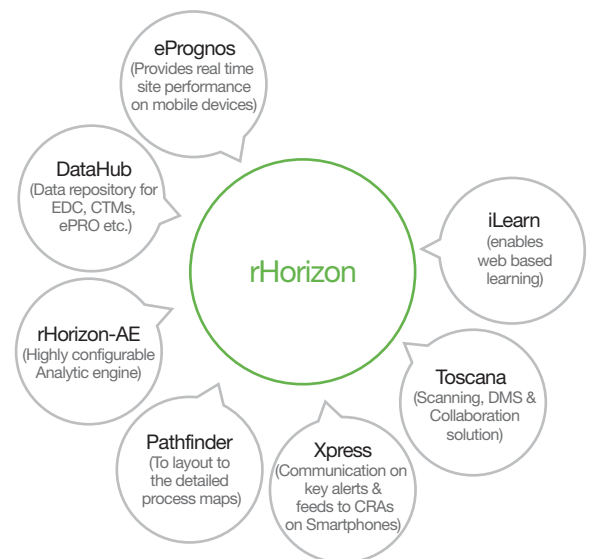 ePrognos
(Provides real time
site performance
on mobile devices)
DataHub
(Data repository for
EDC, CTMs,
ePRO etc.)
iLearn
(enables
web based
learning)
rHorizon
rHorizon-AE
(Highly configurable
Analytic engine)
Toscana
(Scanning, DMS &
Collaboration
solution)
Pathfinder
(To layout to
the detailed
process maps)
Xpress
(Communication on
key alerts &
feeds to CRAs
on Smartphones)